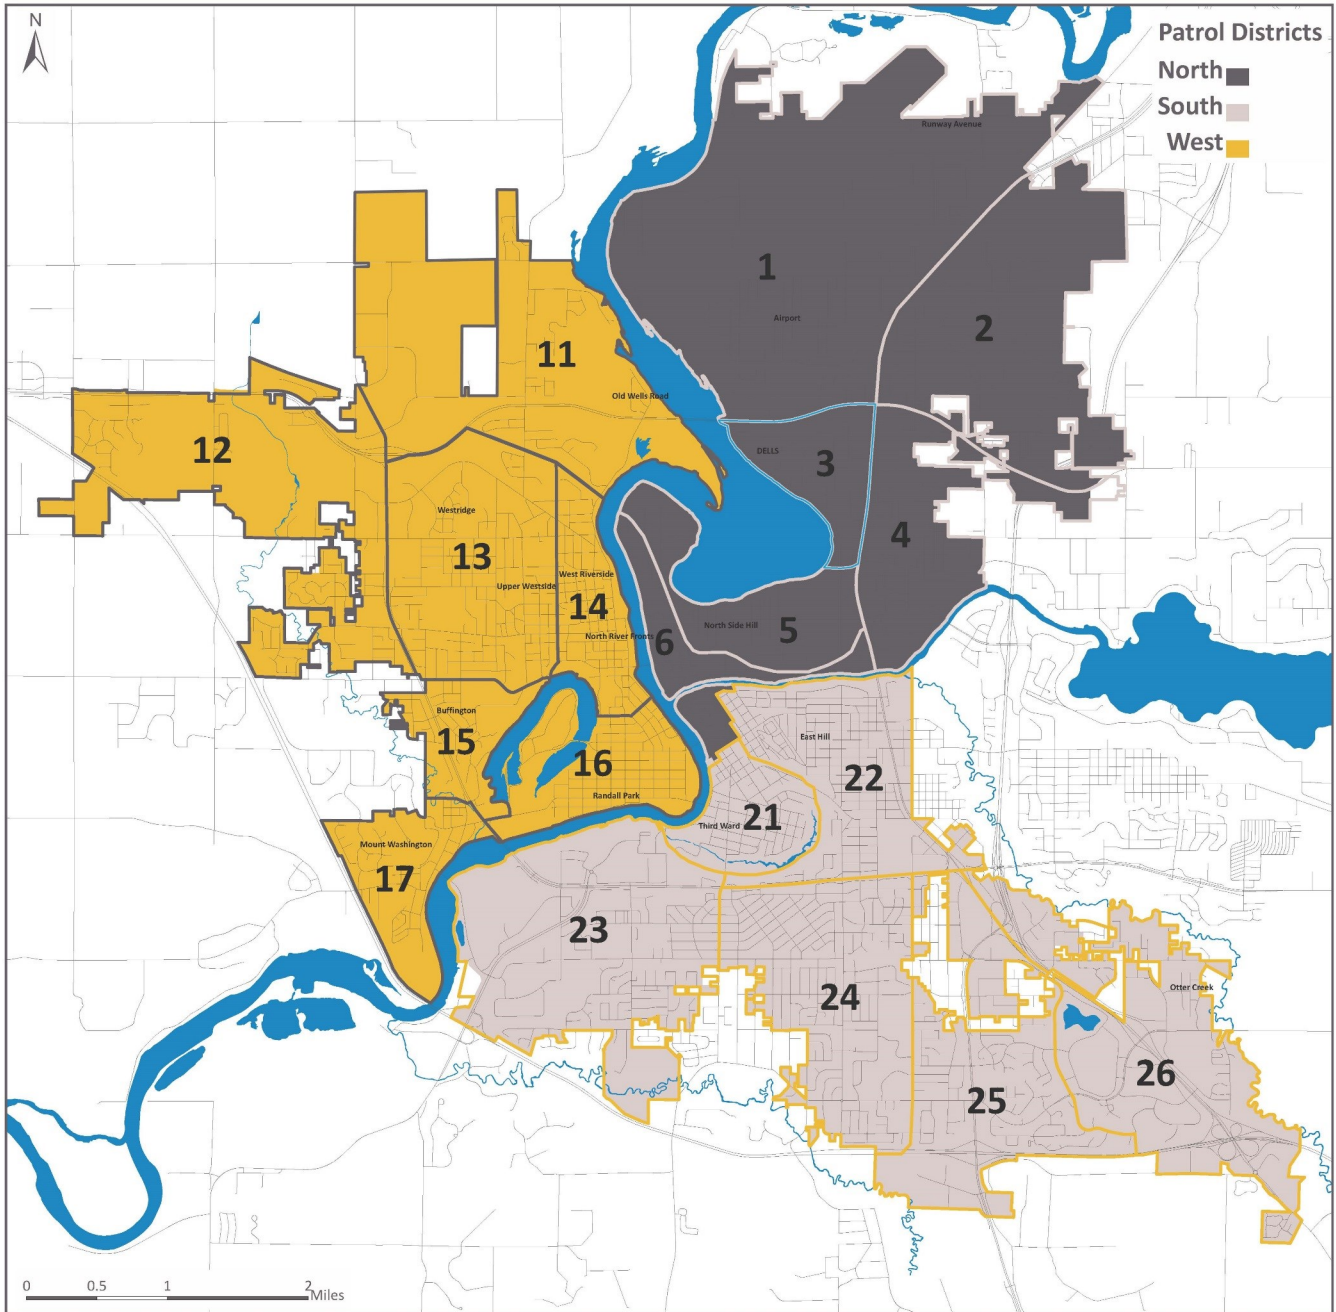 N
Patrol Districts
North
South
West
Runway Avenue
1
Airport
2
11
Old Wells Road
12
DELLS
3
Westridge
4
13
Upper Westside
West Riverside
14
North River Fronts
6
North Side Hill
5
Buffington
15
16
Randall Park
East Hill
22
Third Ward
21
Mount Washington
17
23
24
Otter Creek
25
26
0 0.5 1 2 Miles